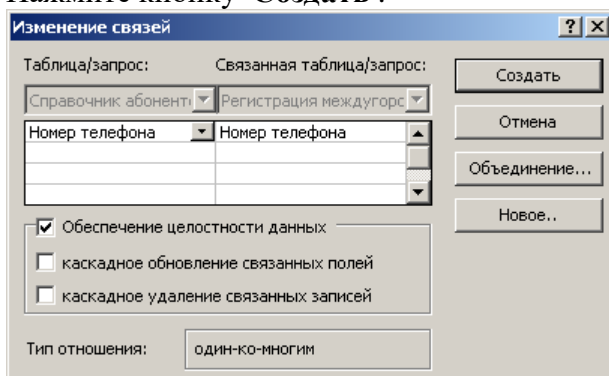 Нажмите кнопку "Создать".
Изменение связей
Таблица/запрос: Связанная таблица/запрос:
Создать
Справочник абонент Регистрация междугорс
Номер телефона Номер телефона
Отмена
Объединение...
Новое..
Обеспечение целостности данных
каскадное обновление связанных полей
каскадное удаление связанных записей
Тип отношения: один-ко-многим